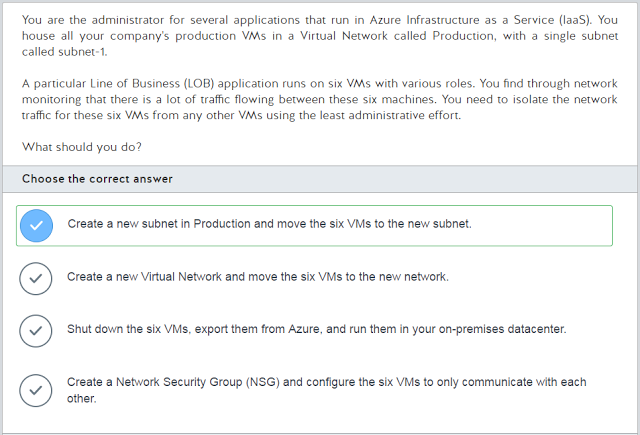 You are the administrator for several applications that run in Azure Infrastructure as a Service (IaaS). You
house all your company's production VMs in a Virtual Network called Production, with a single subnet
called subnet-1.
A particular Line of Business (LOB) application runs on six VMs with various roles. You find through network
monitoring that there is a lot of traffic flowing between these six machines. You need to isolate the network
traffic for these six VMs from any other VMs using the least administrative effort.
What should you do?
Choose the correct answer
Create a new subnet in Production and move the six VMs to the new subnet.
Create a new Virtual Network and move the six VMs to the new network.
Shut down the six VMs, export them from Azure, and run them in your on-premises datacenter.
Create a Network Security Group (NSG) and configure the six VMs to only communicate with each
other.